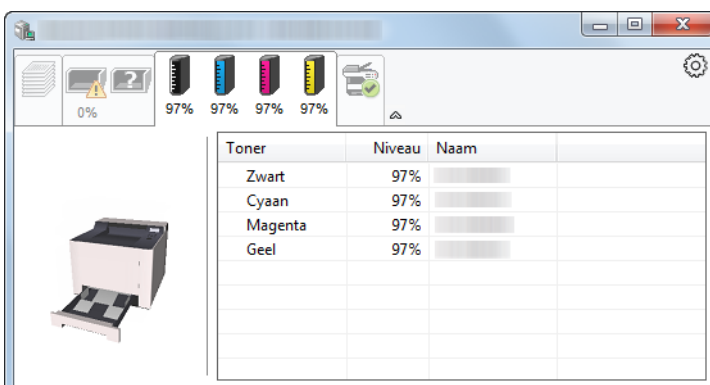 0% 97% 97% 97% 97%
Toner Niveau Naam
Zwart 97%
Cyaan 97%
Magenta 97%
Geel 97%